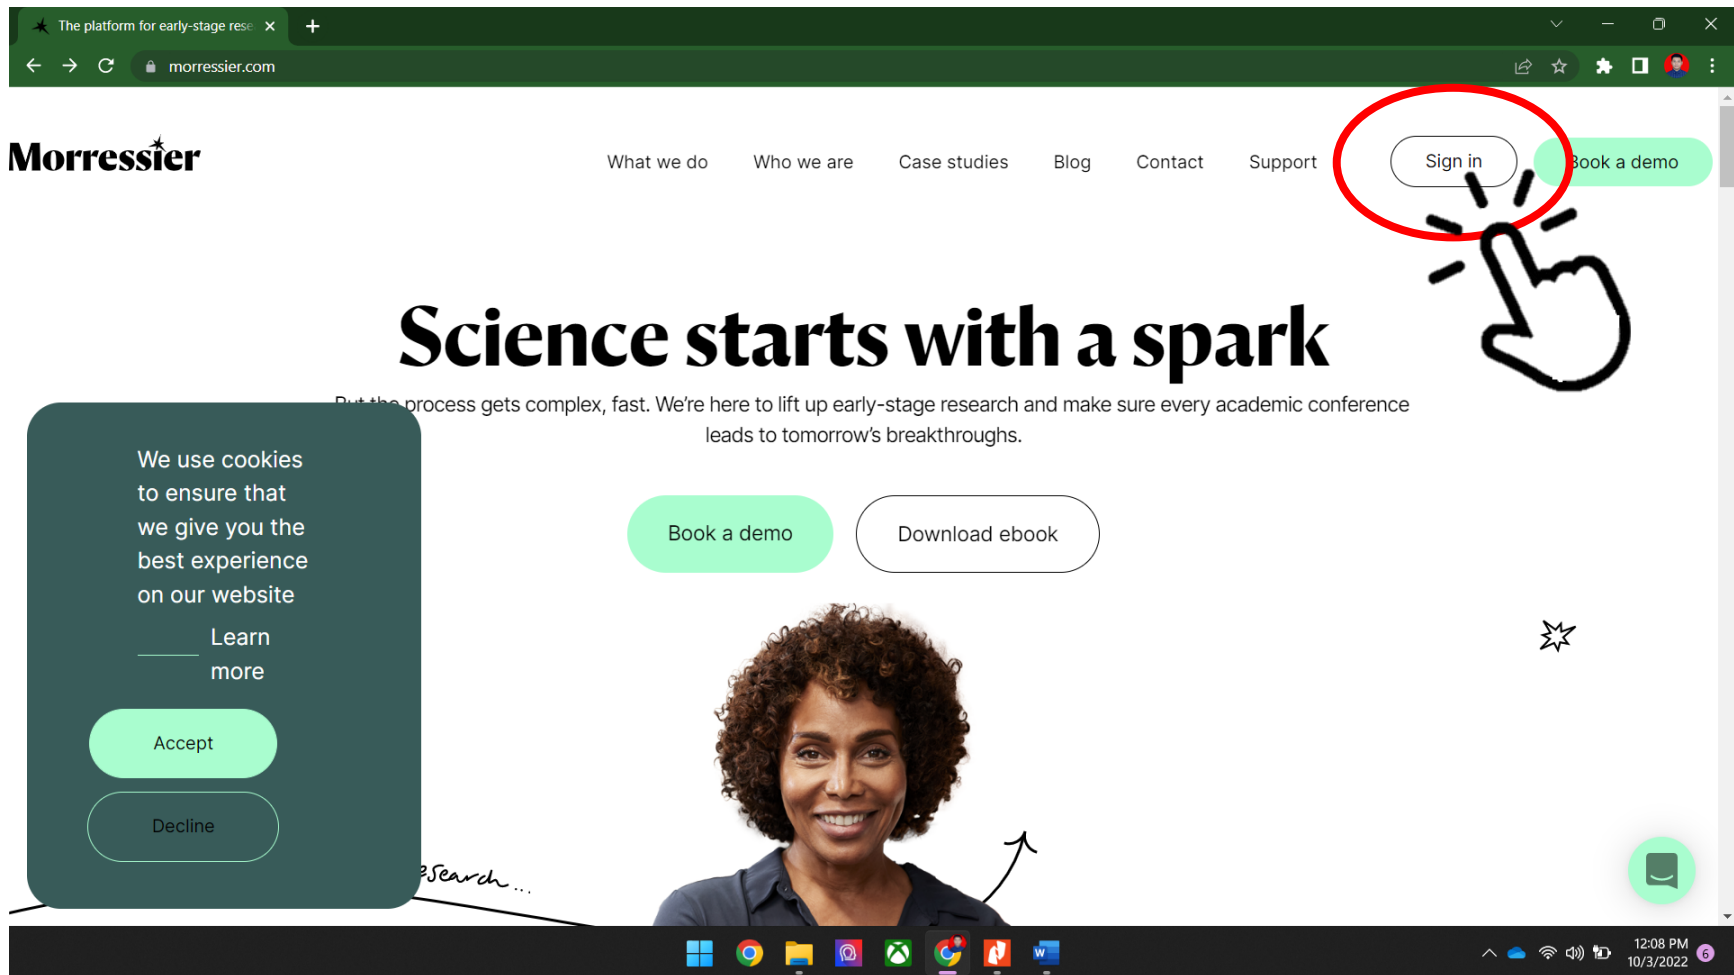 The platform for early-stage rese
morressier.com
Morressier
What we do Who we are Case studies Blog Contact Support Sign in Book a demo
Science starts with a spark
But the process gets complex, fast. We're here to lift up early-stage research and make sure every academic conference
leads to tomorrow's breakthroughs.
Book a demo Download ebook
We use cookies
to ensure that
we give you the
best experience
on our website
Learn
more
Accept
Decline
esearch...
12:08 PM
10/3/2022
6